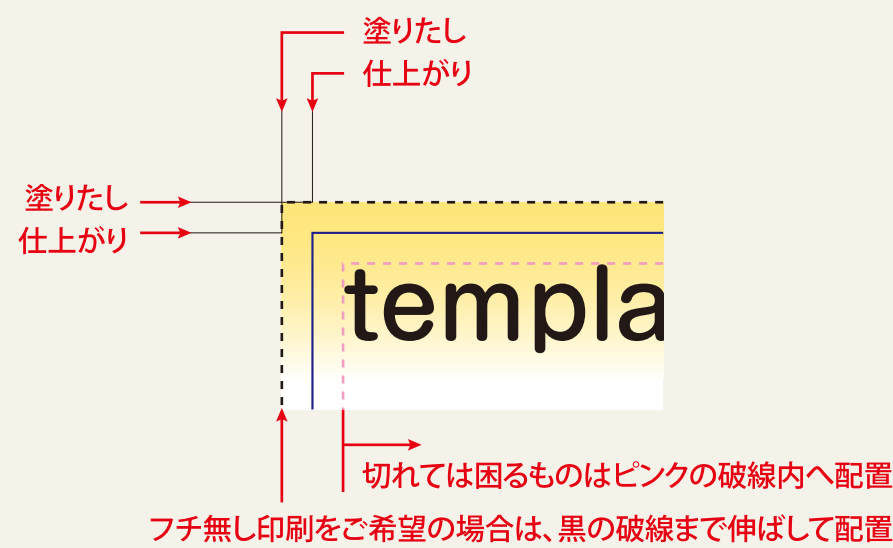 塗りたし
仕上がり
塗りたし
仕上がり
templa
切れては困るものはピンクの破線内へ配置
フチ無し印刷をご希望の場合は、黒の破線まで伸ばして配置